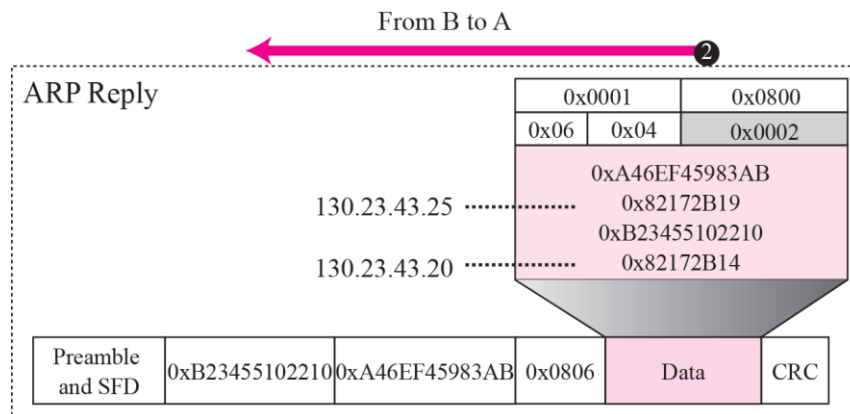 From B to A
2
ARP Reply
0x0001 0x0800
0x06 0x04 0x0002
0xA46EF45983AB
130.23.43.25 0x82172B19
0xB23455102210
130.23.43.20 0x82172B14
Preamble
and SFD 0xB23455102210 0xA46EF45983AB 0x0806 Data CRC